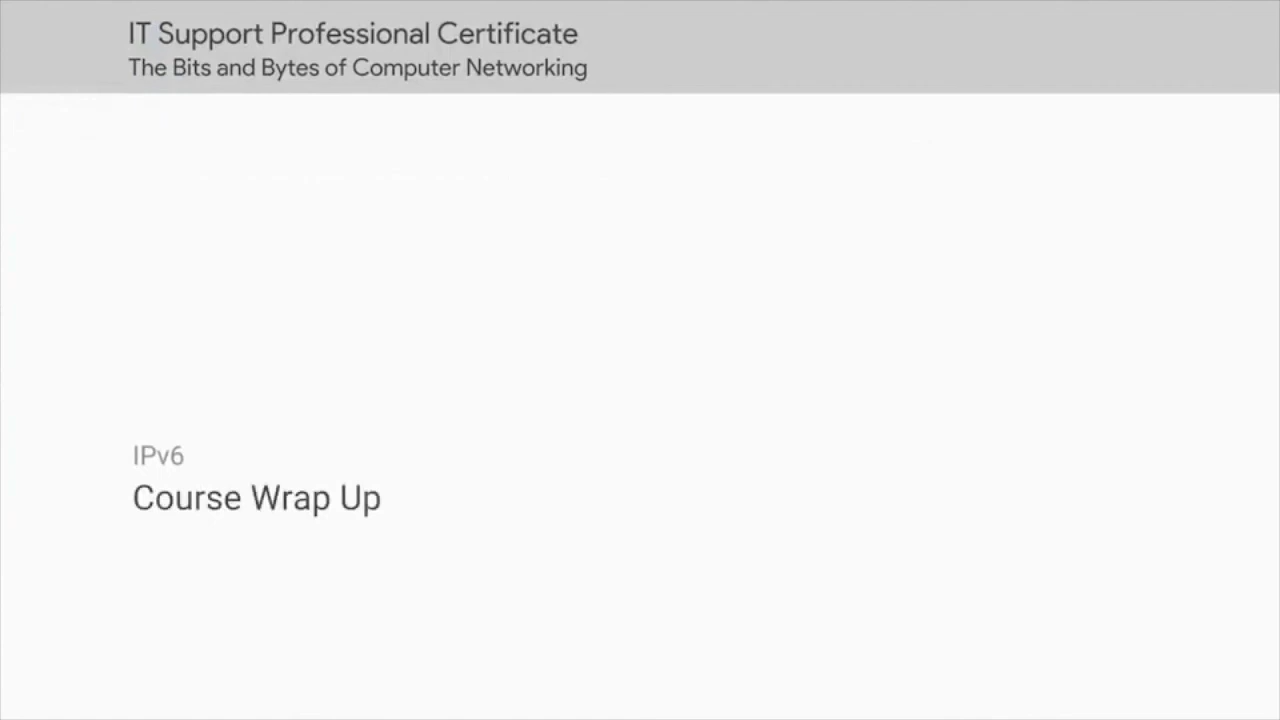 IT Support Professional Certificate
The Bits and Bytes of Computer Networking
IPv6
Course Wrap Up